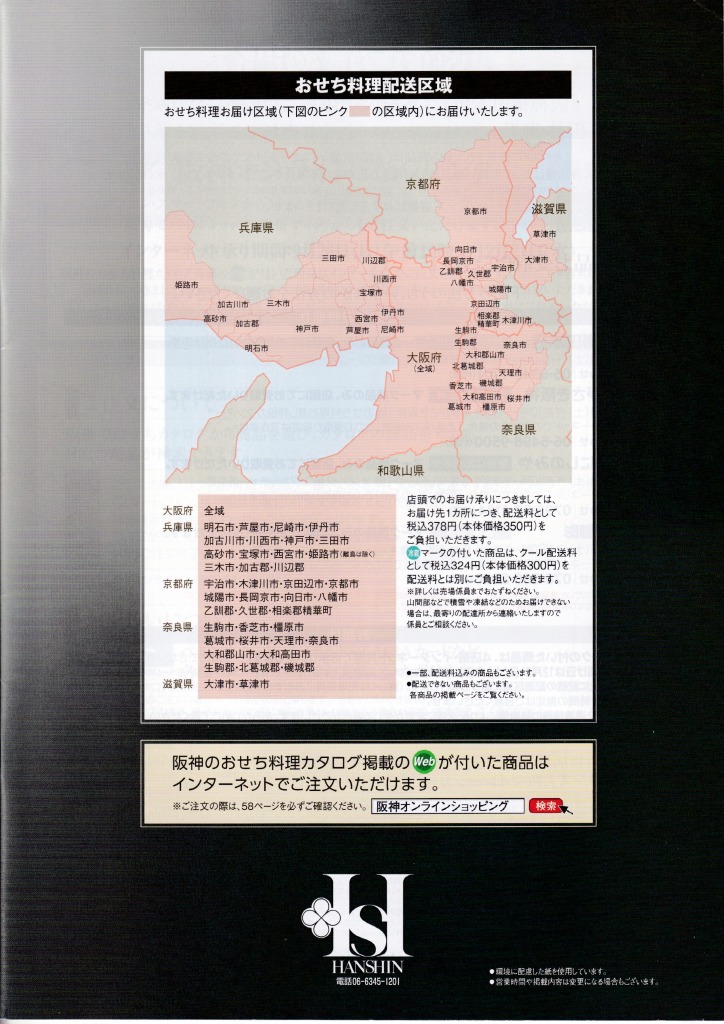 おせち料理配送区域
おせち料理お届け区域(下図のピンク の区域内)にお届けいたします。
京都府
京都市
滋賀県
兵庫県
草津市
向日市
三田市
川辺郡
長岡京市
大津市
乙訓郡
久世郡
宇治市
川西市
八幡市
姫路市
宝塚市
城陽市
加古川市
三木市
京田辺市
伊丹市
高砂市
加古郡
西宮市
相楽郡
精華町
木津川市
神戸市
芦屋市
尼崎市
生駒市
明石市
生駒郡
奈良市
大阪府
(全域)
大和郡山市
北葛城郡
天理市
香芝市
磯城郡
大和高田市
桜井市
葛城市
橿原市
奈良県
和歌山県
大阪府 全域
兵庫県 明石市・芦屋市・尼崎市・伊丹市
加古川市・川西市・神戸市・三田市
高砂市・宝塚市・西宮市・姫路市(離島は除く)
三木市・加古郡・川辺郡
京都府 宇治市・木津川市・京田辺市・京都市
城陽市・長岡京市・向日市・八幡市
乙訓郡・久世郡・相楽郡精華町
奈良県 生駒市・香芝市・橿原市
葛城市・桜井市・天理市・奈良市
大和郡山市・大和高田市
生駒郡・北葛城郡・磯城郡
滋賀県 大津市・草津市
店頭でのお届け承りにつきましては、
お届け先1カ所につき、配送料として
税込378円(本体価格350円)を
ご負担いただきます。
冷蔵マークの付いた商品は、クール配送料
として税込324円(本体価格300円)を
配送料とは別にご負担いただきます。
※詳しくは売場係員までおたずねください。
山間部などで積雪や凍結などのためお届けできない
場合は、最寄りの配達所から連絡いたしますので
係員とご相談ください。
●一部、配送料込みの商品もございます。
●配送できない商品もございます。
各商品の掲載ページをご覧ください。
阪神のおせち料理カタログ掲載の Web が付いた商品は
インターネットでご注文いただけます。
※ご注文の際は、58ページを必ずご確認ください。 阪神オンラインショッピング 検索
HSI
HANSHIN
電話06-6345-1201
●環境に配慮した紙を使用しています。
●営業時間や掲載内容は変更になる場合もございます。